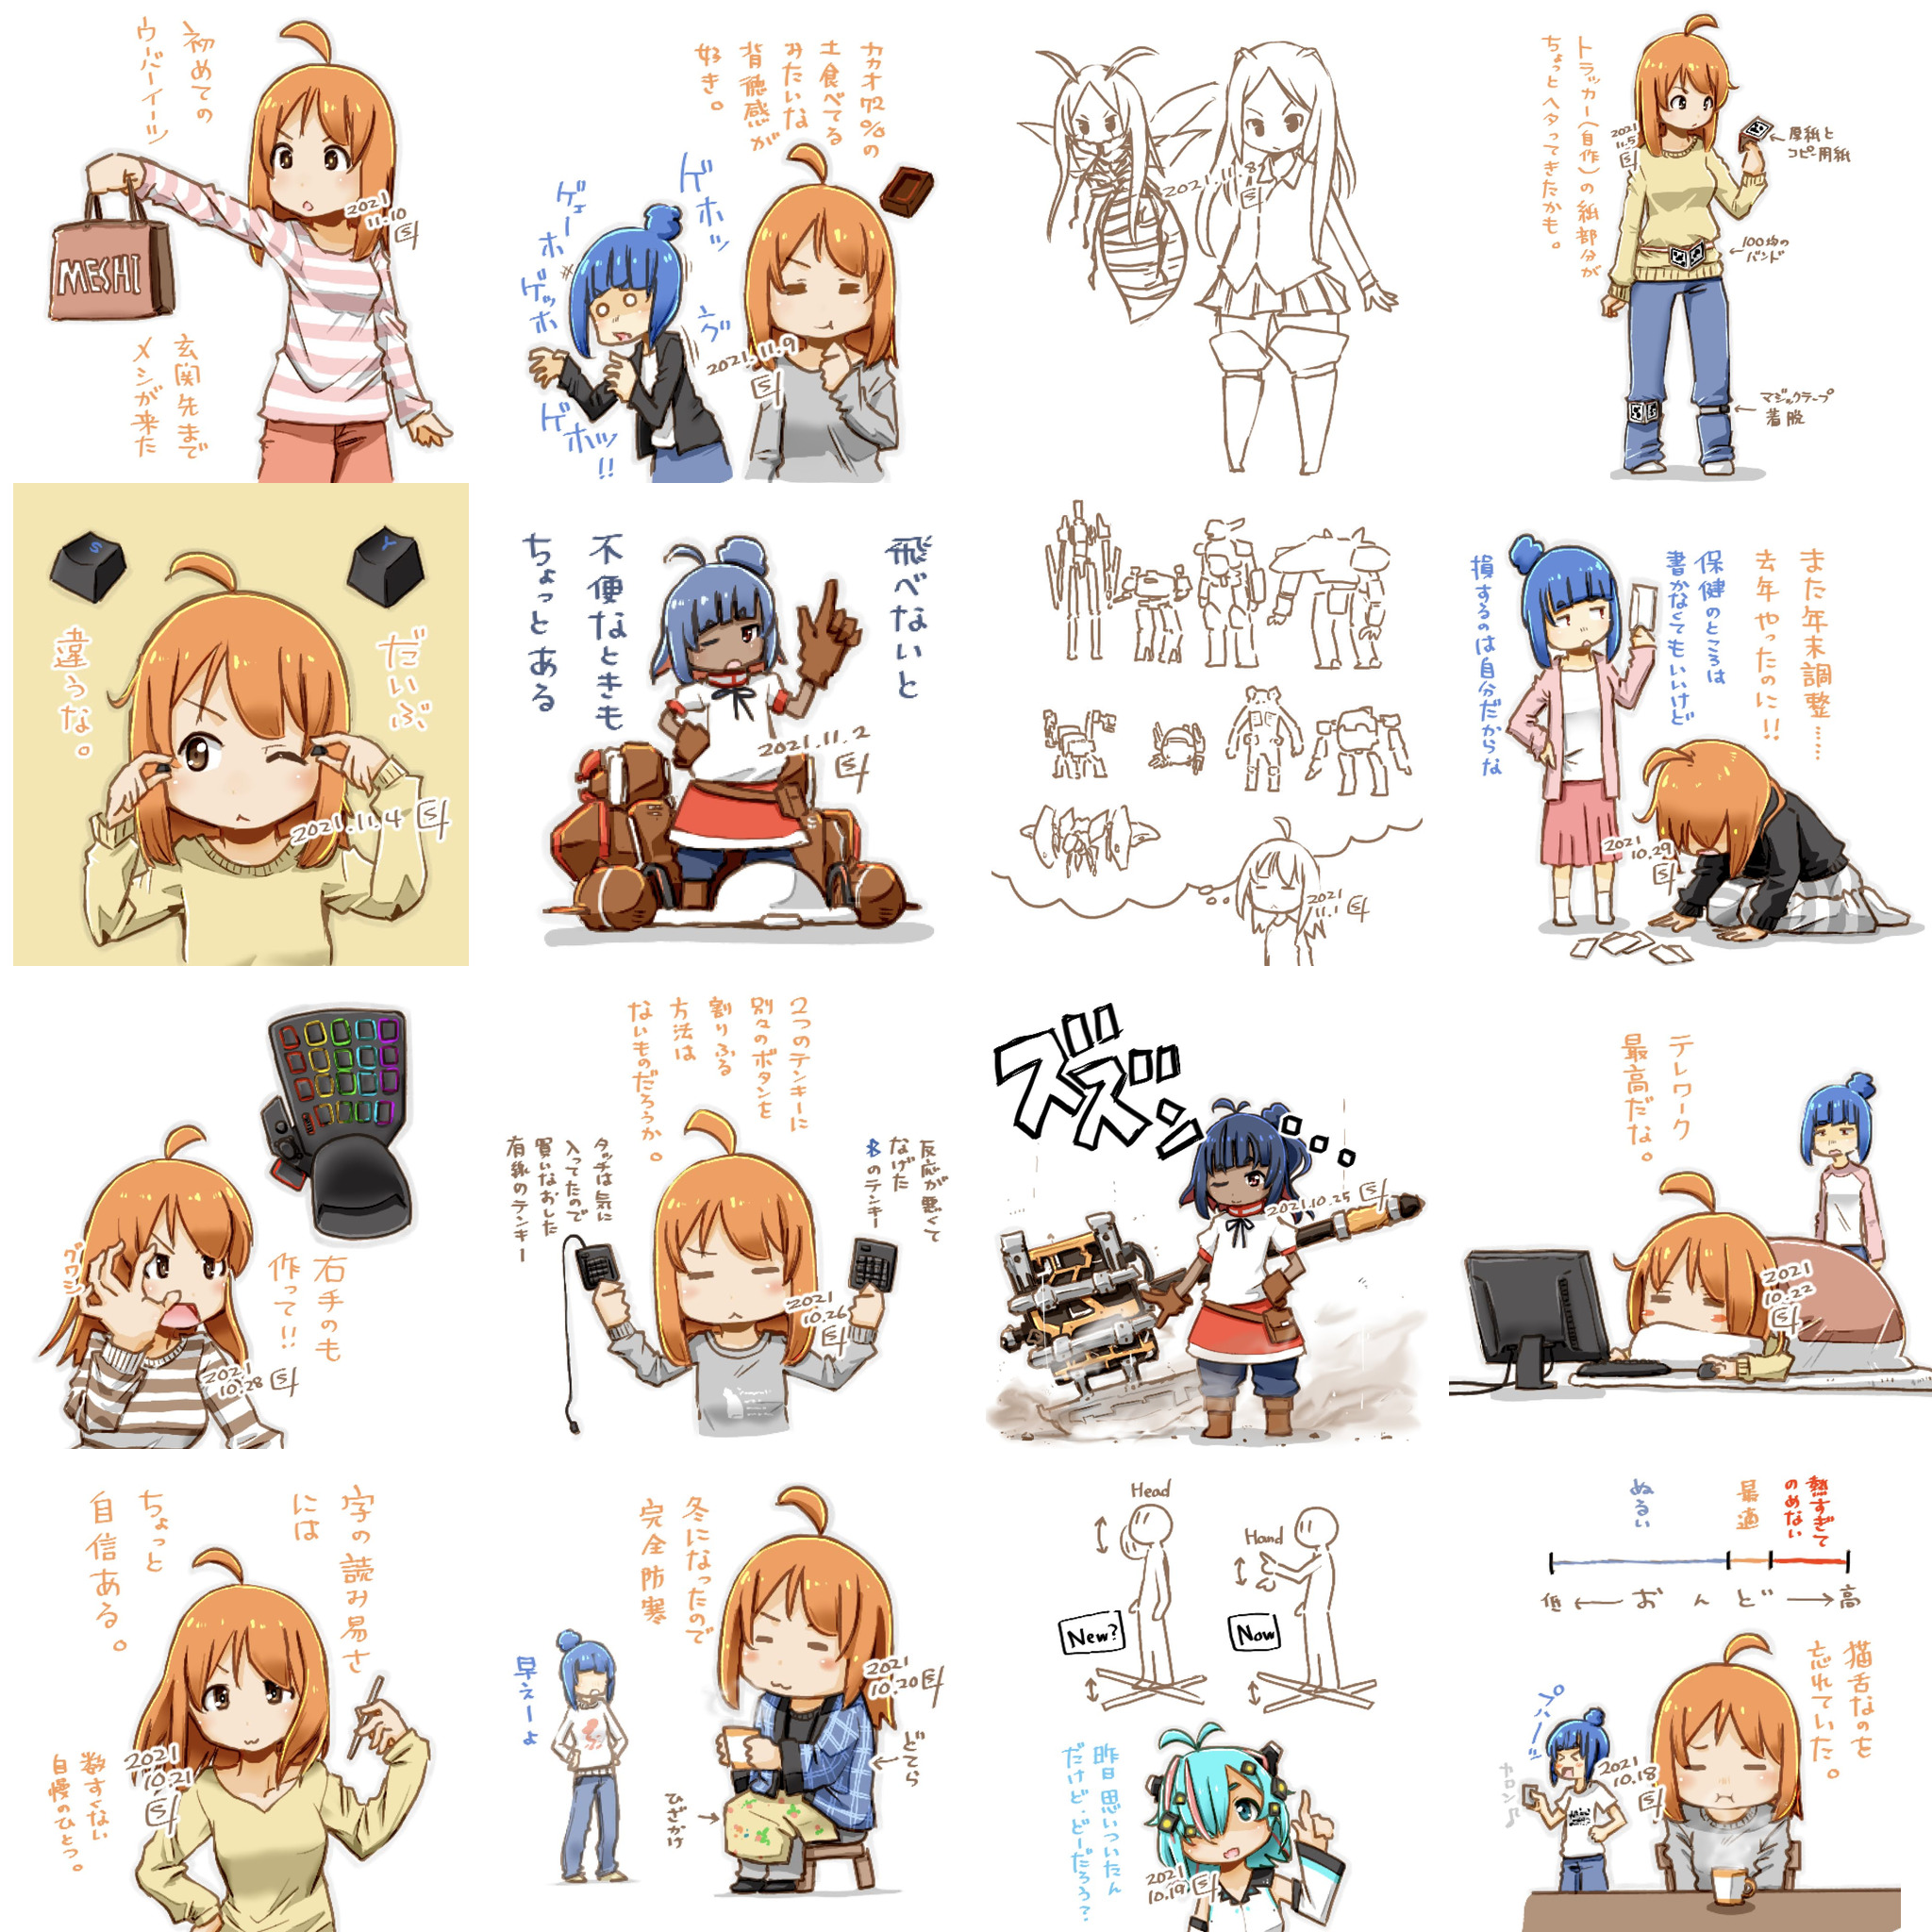 初めての
ウーバーイーツ
MESHI
2021
11.10
玄関先まで
メシが来た
カカオ72%の
土食べてる
みたいな
背徳感が
好き。
ゲホッ
ゲェーホ
ゲホッ!!
2021.11.9
2021.11.8
トラッカー(自作)の紙部分が
ちょっとヘタってきたかも。
2021
11.5
厚紙と
コピー用紙
100均の
バンド
マジックテープ
着脱
S
Y
だいぶ
違うな。
2021.11.4
飛べないと
不便なときも
ちょっとある
2021.11.2
2021
11.1
また年末調整……
去年やったのに!!
保健のところは
書かなくてもいいけど
損するのは自分だからな
2021
10.29
グワシ
右手のも
作って!!
2021
10.28
2つのテンキーに
別々のボタンを
割りふる
方法は
ないものだろうか。
反応が悪くて
なげた
のテンキー
タッチは気に
入ってたので
買いなおした
有線のテンキー
2021
10.26
ズズズン
2021.10.25
テレワーク
最高だな。
2021
10.22
字の読み易さ
には
ちょっと
自信ある。
数すくない
自慢のひとつ。
2021
10.21
冬になったので
完全防寒
早えーよ
2021
10.20
どてら
ひざかけ
Head
Hand
New?
Now
昨日思いついたん
だけど、どーだろう?
2021
10.19
ぬるい
最適
熱すぎて
のめない
低 ← おんど → 高
猫舌なのを
忘れていた。
カロン♪
2021
10.18